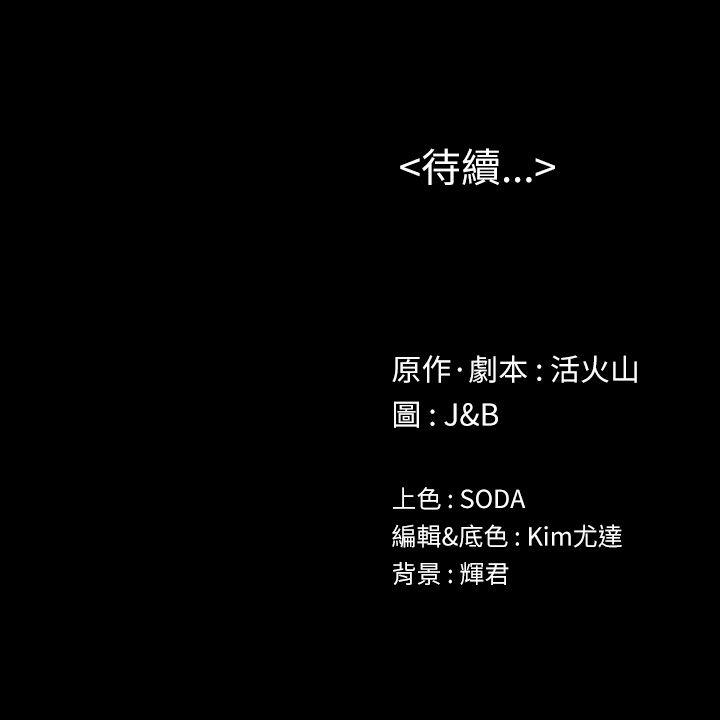 <待續...>
原作·劇本 : 活火山
圖 : J&B
上色 : SODA
編輯&底色 : Kim尤達
背景 : 輝君